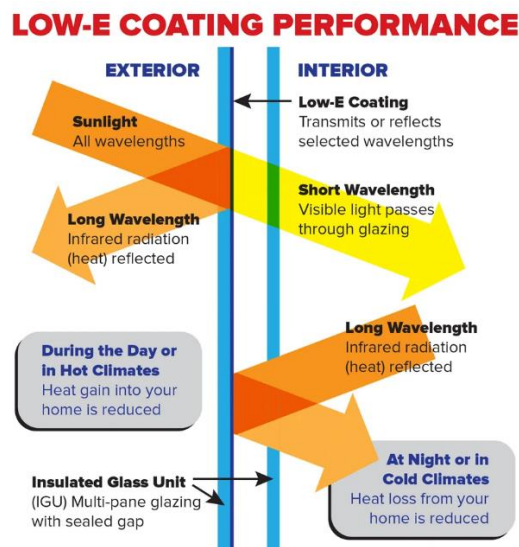 LOW-E COATING PERFORMANCE
EXTERIOR
INTERIOR
Sunlight
All wavelengths
Low-E Coating
Transmits or reflects
selected wavelengths
Long Wavelength
Infrared radiation
(heat) reflected
Short Wavelength
Visible light passes
through glazing
Long Wavelength
Infrared radiation
(heat) reflected
During the Day or
in Hot Climates
Heat gain into your
home is reduced
At Night or in
Cold Climates
Heat loss from your
home is reduced
Insulated Glass Unit
(IGU) Multi-pane glazing
with sealed gap